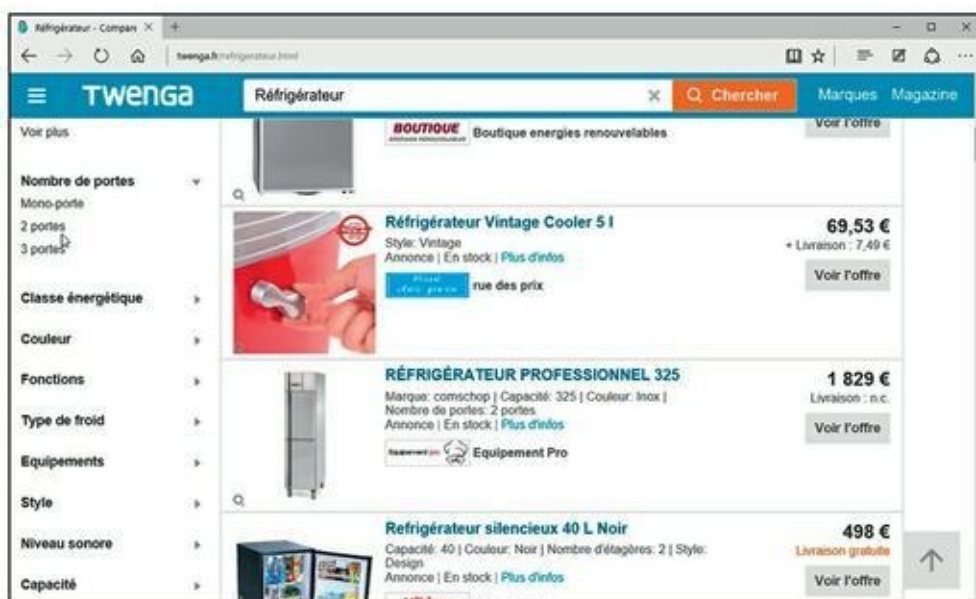 Réfrigérateur - Compare
twenga.fr/refrigerateur.html
Twenga
Réfrigérateur
Chercher
Marques Magazine
Voir plus
Nombre de portes
Mono-porte
2 portes
3 portes
Classe énergétique
Couleur
Fonctions
Type de froid
Equipements
Style
Niveau sonore
Capacité
BOUTIQUE
Boutique energies renouvelables
Voir l'offre
Réfrigérateur Vintage Cooler 5 l
Style: Vintage
Annonce | En stock | Plus d'infos
rue des prix
69,53 €
+ Livraison : 7,49 €
Voir l'offre
RÉFRIGÉRATEUR PROFESSIONNEL 325
Marque: comschop | Capacité: 325 | Couleur: Inox |
Nombre de portes: 2 portes
Annonce | En stock | Plus d'infos
Equipement pro
Equipement Pro
1 829 €
Livraison : n.c.
Voir l'offre
Refrigérateur silencieux 40 L Noir
Capacité: 40 | Couleur: Noir | Nombre d'étagères: 2 | Style:
Design
Annonce | En stock | Plus d'infos
498 €
Livraison gratuite
Voir l'offre